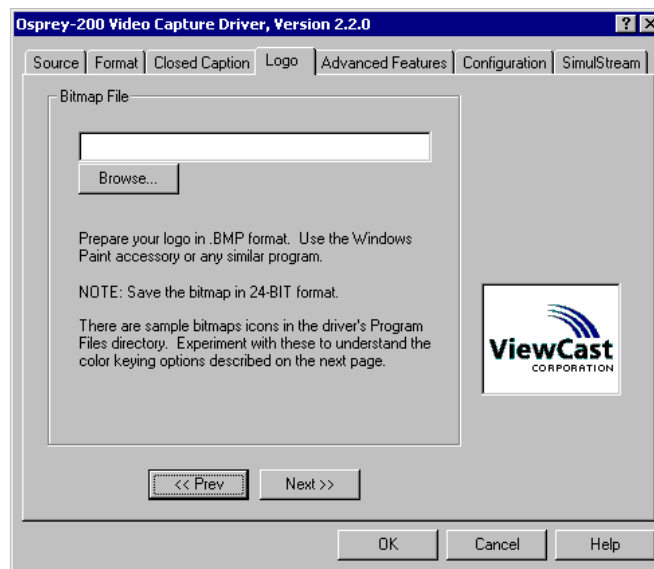 Osprey-200 Video Capture Driver, Version 2.2.0
Source Format Closed Caption Logo Advanced Features Configuration SimulStream
Bitmap File
Browse...
Prepare your logo in .BMP format. Use the Windows
Paint accessory or any similar program.
NOTE: Save the bitmap in 24-BIT format.
There are sample bitmaps icons in the driver's Program
Files directory. Experiment with these to understand the
color keying options described on the next page.
ViewCast
CORPORATION
<< Prev Next >>
OK Cancel Help